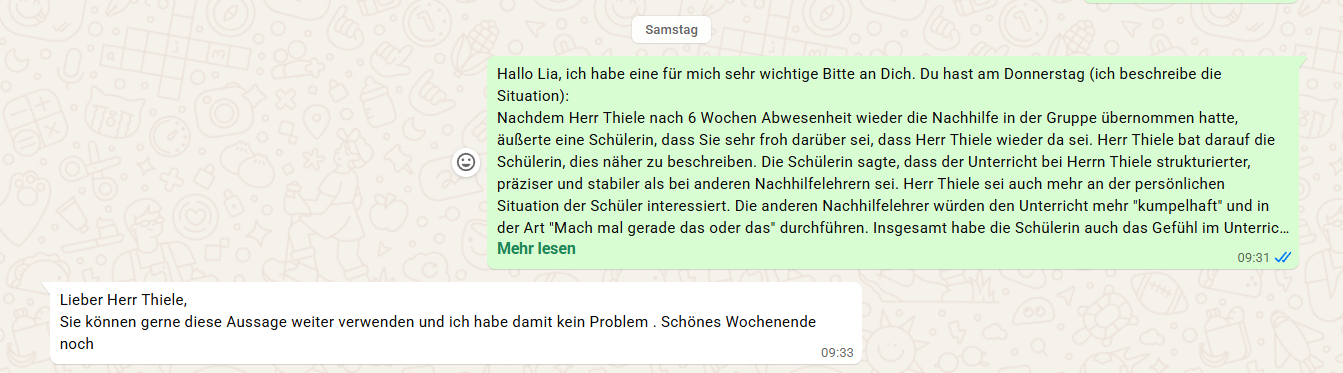 Samstag
Hallo Lia, ich habe eine für mich sehr wichtige Bitte an Dich. Du hast am Donnerstag (ich beschreibe die
Situation):
Nachdem Herr Thiele nach 6 Wochen Abwesenheit wieder die Nachhilfe in der Gruppe übernommen hatte,
äußerte eine Schülerin, dass Sie sehr froh darüber sei, dass Herr Thiele wieder da sei. Herr Thiele bat darauf die
Schülerin, dies näher zu beschreiben. Die Schülerin sagte, dass der Unterricht bei Herrn Thiele strukturierter,
präziser und stabiler als bei anderen Nachhilfelehrern sei. Herr Thiele sei auch mehr an der persönlichen
Situation der Schüler interessiert. Die anderen Nachhilfelehrer würden den Unterricht mehr "kumpelhaft" und in
der Art "Mach mal gerade das oder das" durchführen. Insgesamt habe die Schülerin auch das Gefühl im Unterric...
Mehr lesen
09:31
Lieber Herr Thiele,
Sie können gerne diese Aussage weiter verwenden und ich habe damit kein Problem . Schönes Wochenende
noch
09:33